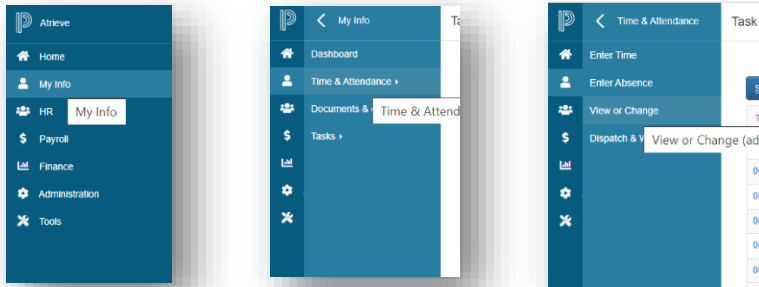 Atrieve
Home
My Info
HR
My Info
Payroll
Finance
Administration
Tools
My Info
Dashboard
Time & Attendance
Documents &
Time & Attend
Tasks
Time & Attendance
Task
Enter Time
Enter Absence
View or Change
Dispatch &
View or Change (ad